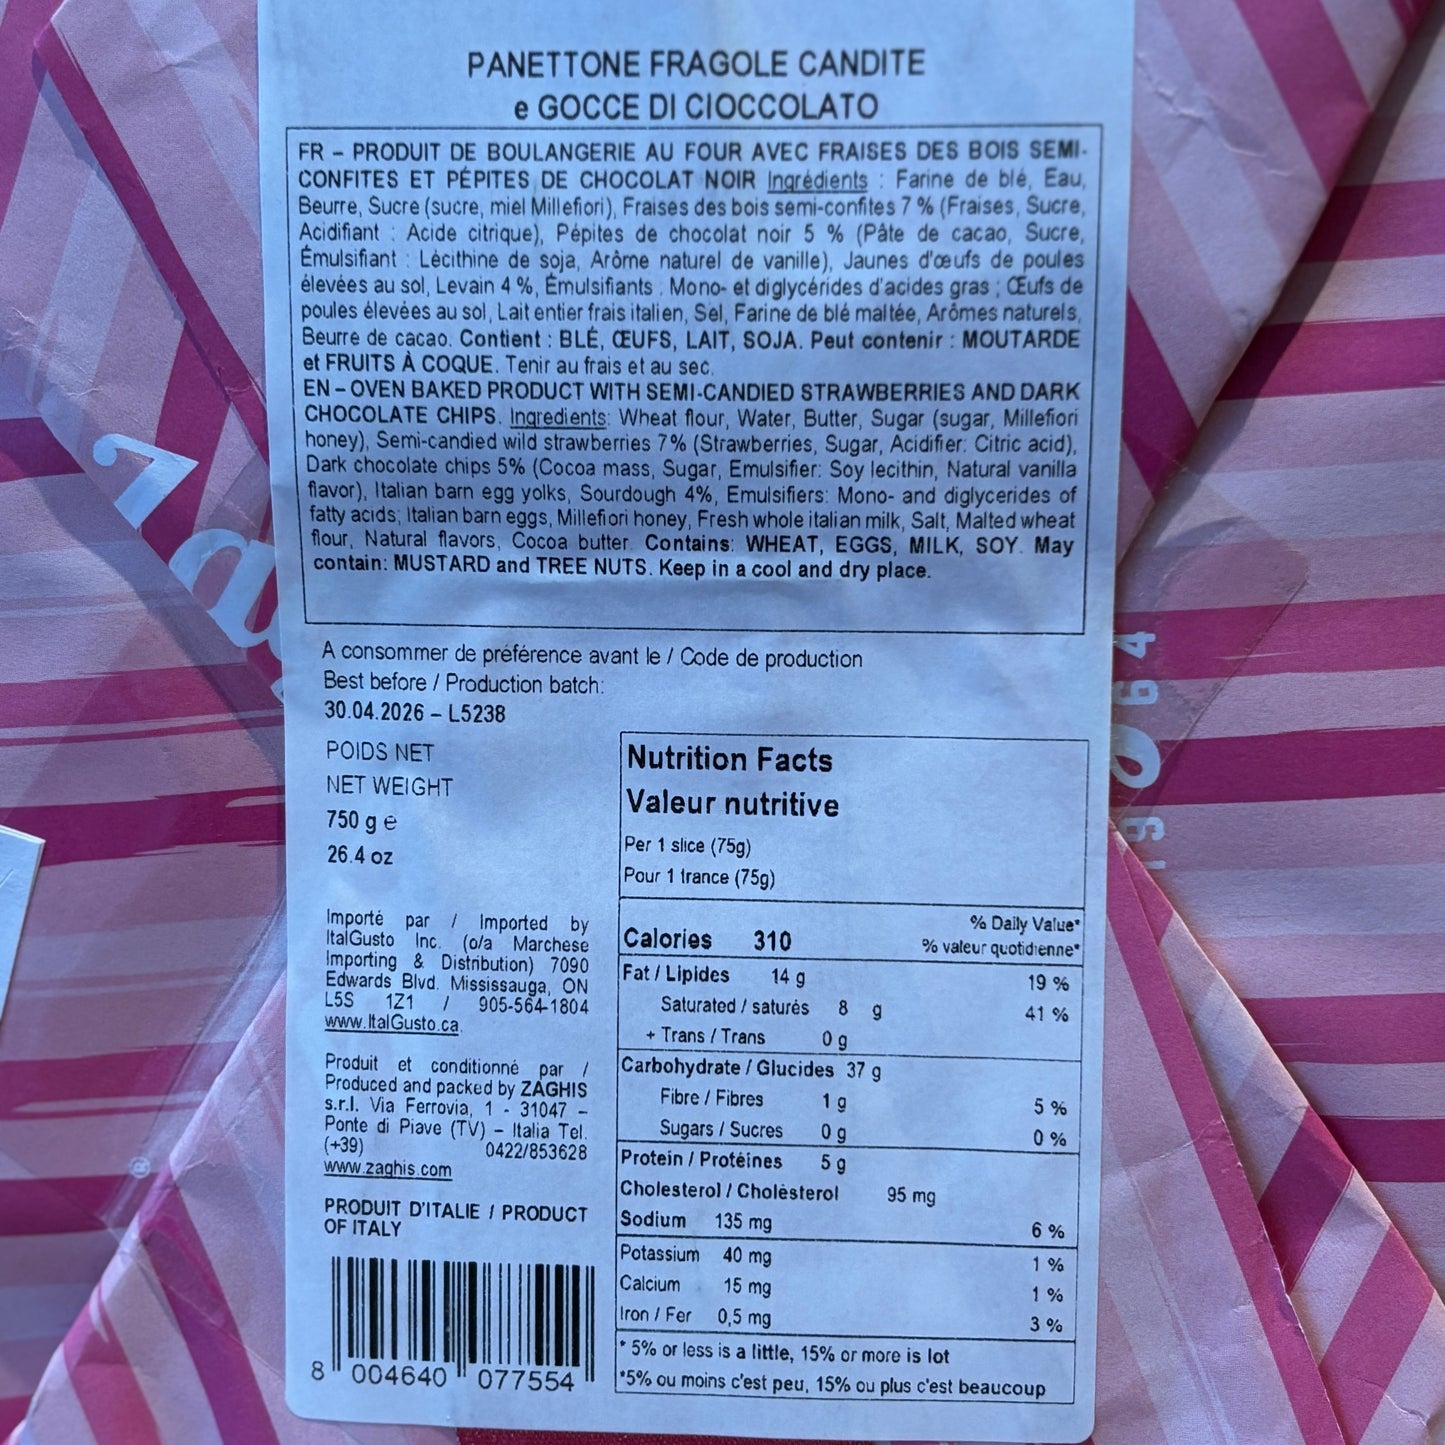 PANETTONE FRAGOLE CANDITE
e GOCCE DI CIOCCOLATO
FR – PRODUIT DE BOULANGERIE AU FOUR AVEC FRAISES DES BOIS SEMI-
CONFITES ET PÉPITES DE CHOCOLAT NOIR Ingrédients : Farine de blé, Eau,
Beurre, Sucre (sucre, miel Millefiori), Fraises des bois semi-confites 7 % (Fraises, Sucre,
Acidifiant : Acide citrique), Pépites de chocolat noir 5 % (Pâte de cacao, Sucre,
Émulsifiant : Lécithine de soja, Arôme naturel de vanille), Jaunes d'œufs de poules
élevées au sol, Levain 4 %, Émulsifiants : Mono- et diglycérides d'acides gras ; Œufs de
poules élevées au sol, Lait entier frais italien, Sel, Farine de blé maltée, Arômes naturels,
Beurre de cacao. Contient : BLÉ, ŒUFS, LAIT, SOJA. Peut contenir : MOUTARDE
et FRUITS À COQUE. Tenir au frais et au sec.
EN – OVEN BAKED PRODUCT WITH SEMI-CANDIED STRAWBERRIES AND DARK
CHOCOLATE CHIPS. Ingredients: Wheat flour, Water, Butter, Sugar (sugar, Millefiori
honey), Semi-candied wild strawberries 7% (Strawberries, Sugar, Acidifier: Citric acid),
Dark chocolate chips 5% (Cocoa mass, Sugar, Emulsifier: Soy lecithin, Natural vanilla
flavor), Italian barn egg yolks, Sourdough 4%, Emulsifiers: Mono- and diglycerides of
fatty acids; Italian barn eggs, Millefiori honey, Fresh whole italian milk, Salt, Malted wheat
flour, Natural flavors, Cocoa butter. Contains: WHEAT, EGGS, MILK, SOY. May
contain: MUSTARD and TREE NUTS. Keep in a cool and dry place.
A consommer de préférence avant le / Code de production
Best before / Production batch:
30.04.2026 – L5238
POIDS NET
NET WEIGHT
750 g e
26.4 oz
Importé par / Imported by
ItalGusto Inc. (o/a Marchese
Importing & Distribution) 7090
Edwards Blvd. Mississauga, ON
L5S 1Z1 / 905-564-1804
www.ItalGusto.ca
Produit et conditionné par /
Produced and packed by ZAGHIS
s.r.l. Via Ferrovia, 1 - 31047 –
Ponte di Piave (TV) – Italia Tel.
(+39) 0422/853628
www.zaghis.com
PRODUIT D'ITALIE / PRODUCT
OF ITALY
8 004640 077554
Nutrition Facts
Valeur nutritive
Per 1 slice (75g)
Pour 1 trance (75g)
% Daily Value*
Calories 310 % valeur quotidienne*
Fat / Lipides 14 g 19 %
Saturated / saturés 8 g 41 %
+ Trans / Trans 0 g
Carbohydrate / Glucides 37 g
Fibre / Fibres 1 g 5 %
Sugars / Sucres 0 g 0 %
Protein / Protéines 5 g
Cholesterol / Cholésterol 95 mg
Sodium 135 mg 6 %
Potassium 40 mg 1 %
Calcium 15 mg 1 %
Iron / Fer 0,5 mg 3 %
* 5% or less is a little, 15% or more is lot
*5% ou moins c'est peu, 15% ou plus c'est beaucoup